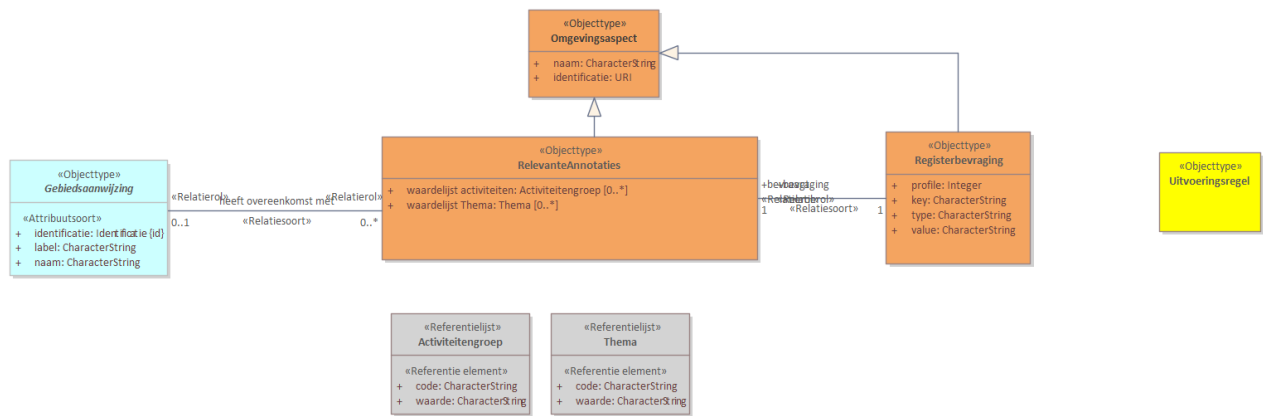 «Objecttype»
Omgevingsaspect
+ naam: CharacterString
+ identificatie: URI
«Objecttype»
Gebiedsaanwijzing
«Attribuutsoort»
+ identificatie: Identificatie {id}
+ label: CharacterString
+ naam: CharacterString
«Relatierol»
heeft overeenkomst met
«Relatierol»
0..1
«Relatiesoort»
0..*
«Objecttype»
RelevanteAnnotaties
+ waardelijst activiteiten: Activiteitengroep [0..*]
+ waardelijst Thema: Thema [0..*]
1
«Relatiesoort»
1
«Objecttype»
Registerbevraging
+ profile: Integer
+ key: CharacterString
+ type: CharacterString
+ value: CharacterString
«Objecttype»
Uitvoeringsregel
«Referentielijst»
Activiteitengroep
«Referentie element»
+ code: CharacterString
+ waarde: CharacterString
«Referentielijst»
Thema
«Referentie element»
+ code: CharacterString
+ waarde: CharacterString